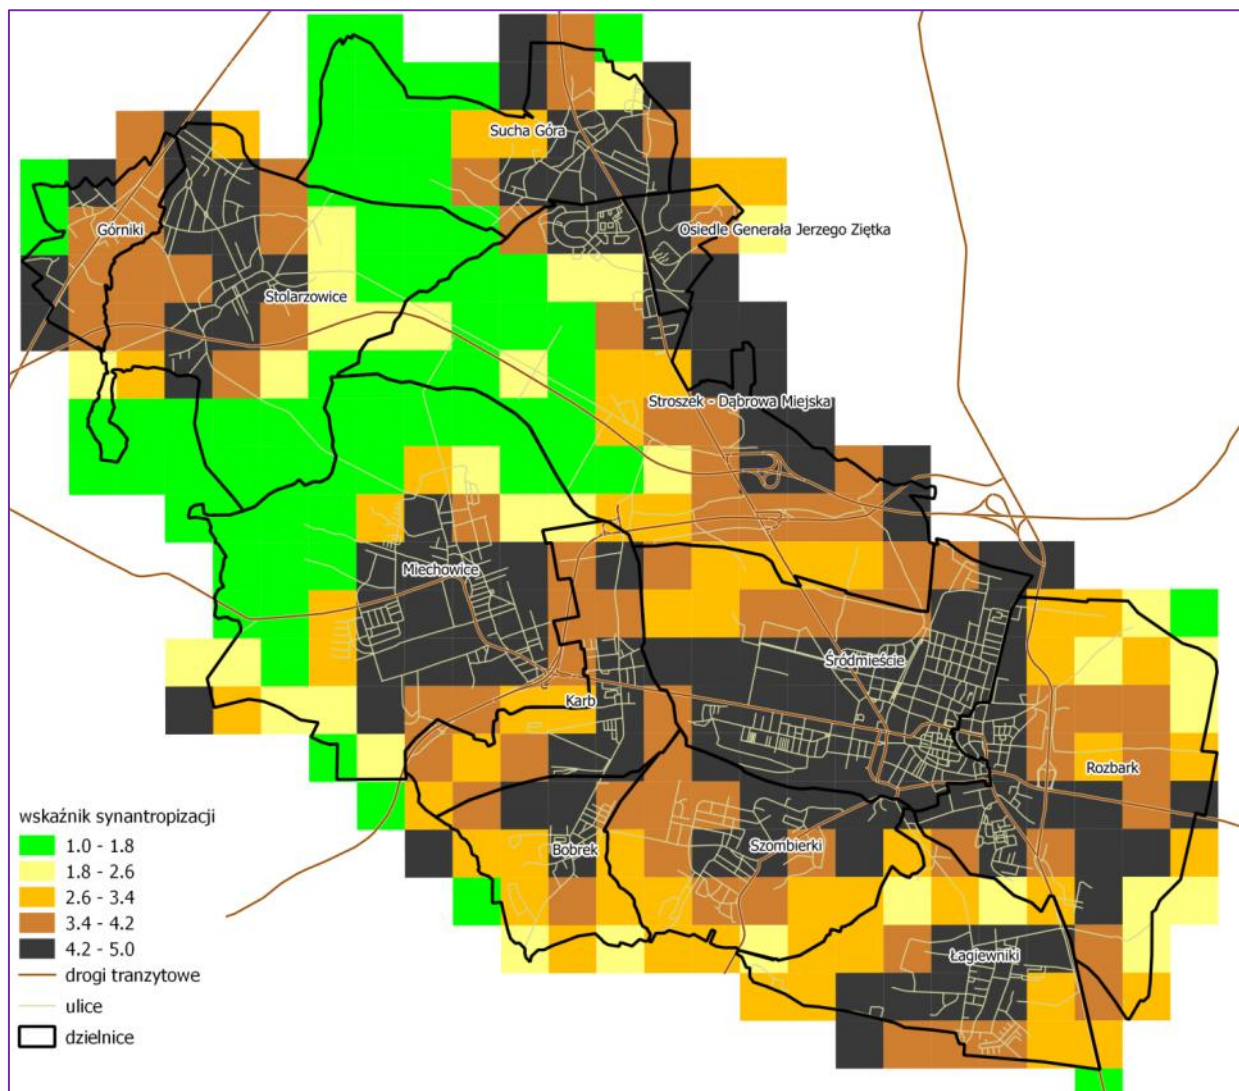 Sucha Góra
Górniki
Osiedle Generała Jerzego Ziętka
Stolarzowice
Stroszek - Dąbrowa Miejska
Miechowice
Śródmieście
Karb
Rozbark
Bobrek
Szombierki
Łagiewniki
wskaźnik synantropizacji
1.0 - 1.8
1.8 - 2.6
2.6 - 3.4
3.4 - 4.2
4.2 - 5.0
drogi tranzytowe
ulice
dzielnice